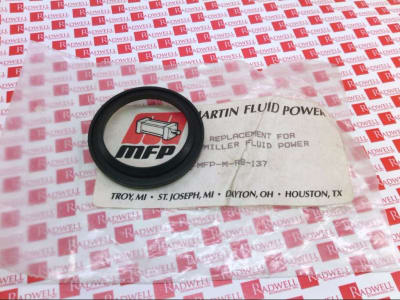 ARTIN FLUID POWER
REPLACEMENT FOR
MILLER FLUID POWER
MFP-M-RB-137
MFP
TROY, MI • ST. JOSEPH, MI • DAYTON, OH • HOUSTON, TX
RADWELL